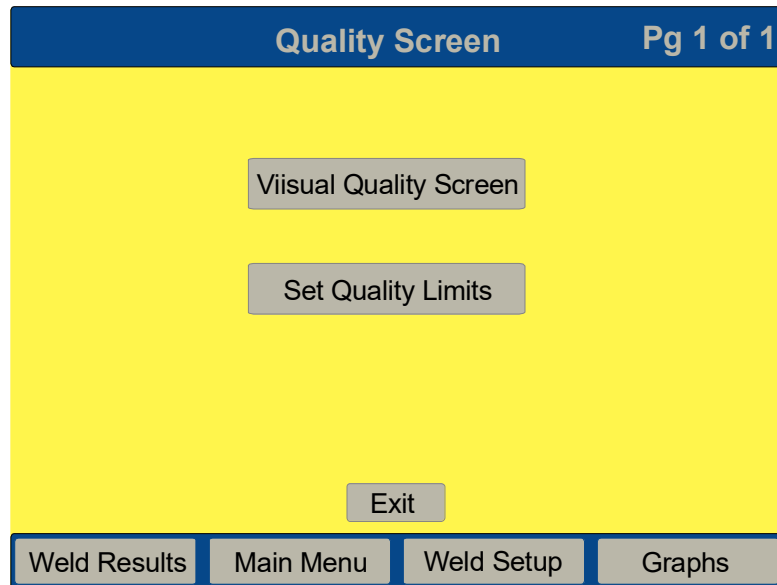 Quality Screen Pg 1 of 1
Viisual Quality Screen
Set Quality Limits
Exit
Weld Results Main Menu Weld Setup Graphs